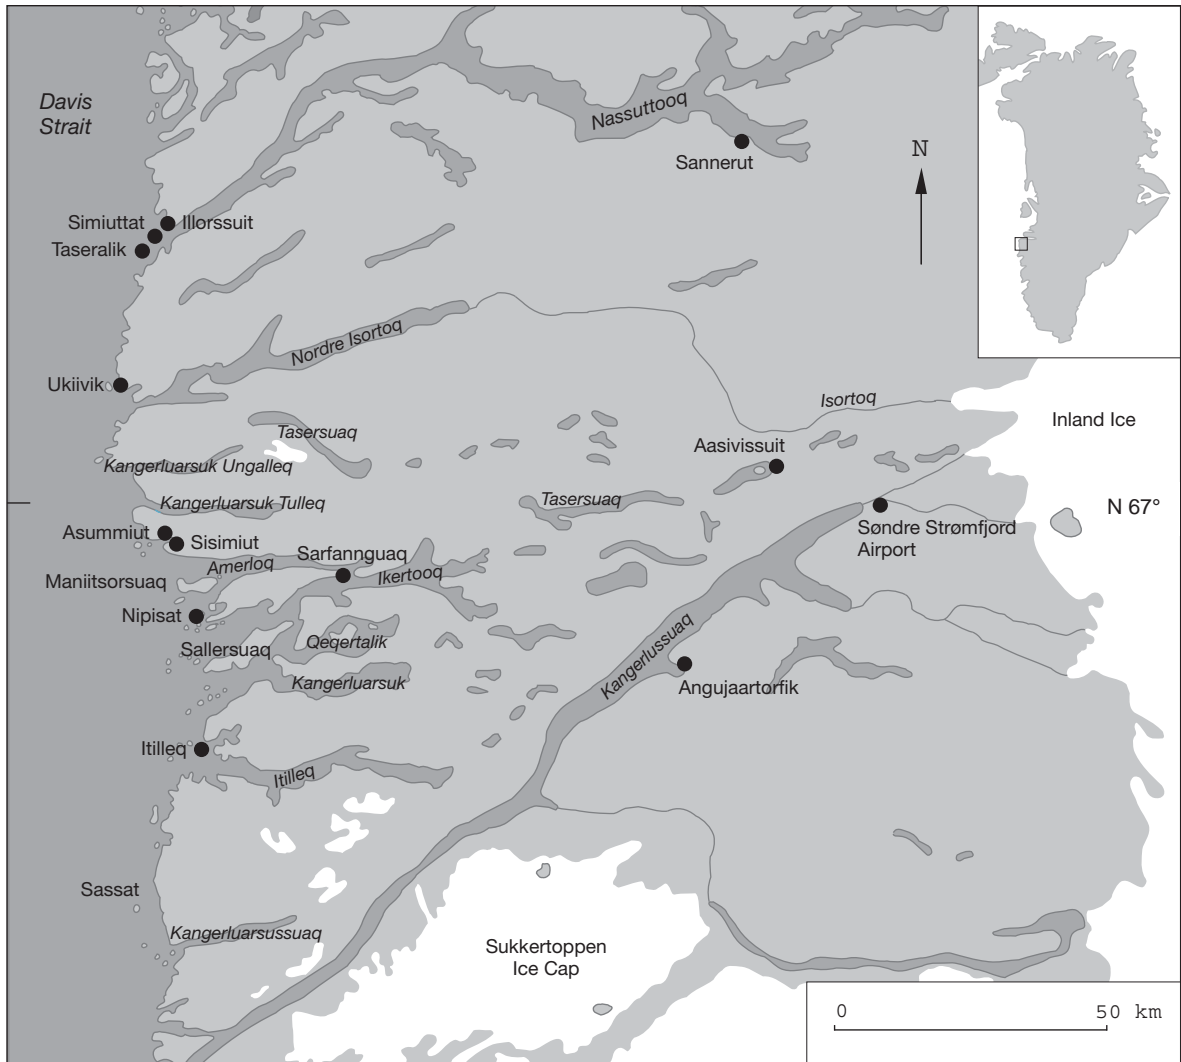 Davis
Strait
Nassuttooq
Sannerut
N
Simiuttat
Illorssuit
Taseralik
Nordre Isortoq
Ukiivik
Isortoq
Inland Ice
Tasersuaq
Aasivissuit
Kangerluarsuk Ungalleq
Kangerluarsuk Tulleq
Tasersuaq
N 67°
Søndre Strømfjord
Airport
Asummiut
Sisimiut
Sarfannguaq
Amerloq
Ikertooq
Maniitsorsuaq
Nipisat
Qeqertalik
Sallersuaq
Kangerlussuaq
Kangerluarsuk
Angujaartorfik
Itilleq
Itilleq
Sassat
Kangerluarsussuaq
Sukkertoppen
Ice Cap
0 50 km